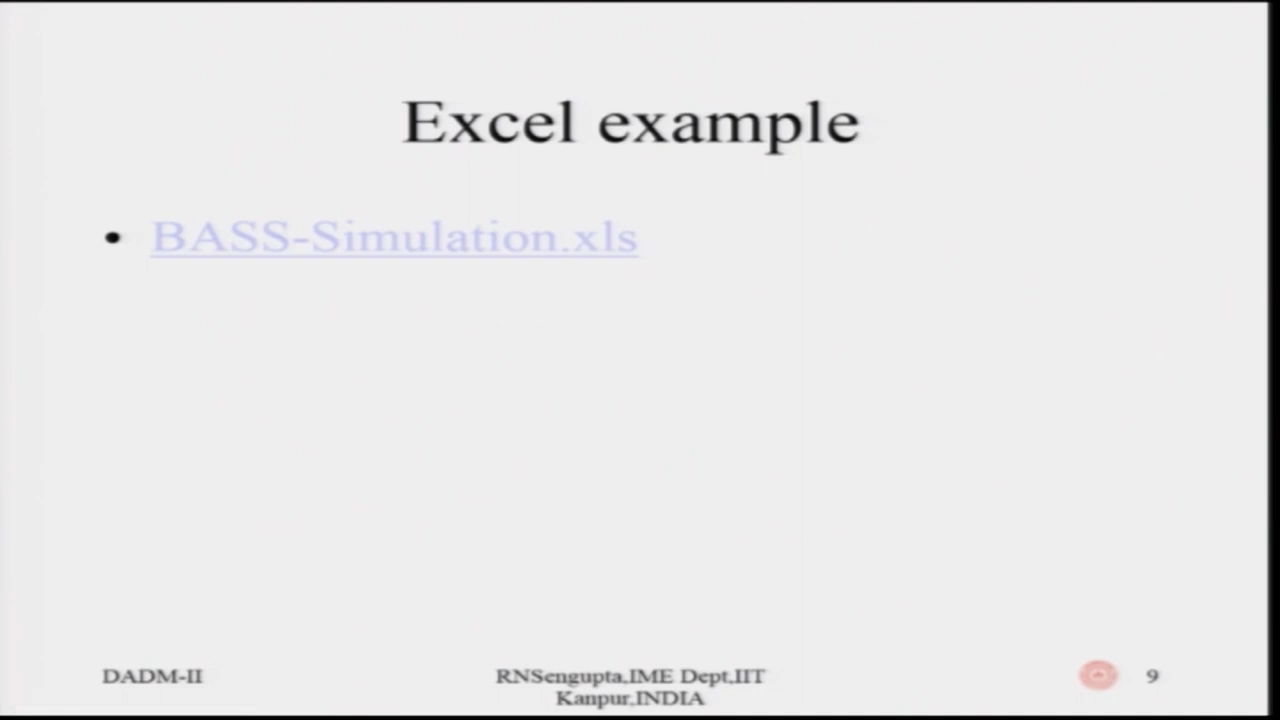 Excel example
• BASS-Simulation.xls
DADM-II
RNSengupta,IME Dept,IIT
Kanpur,INDIA
9